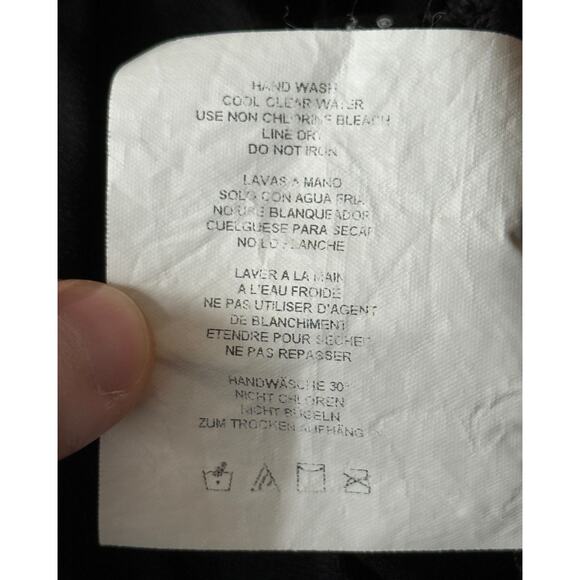 HAND WASH
COOL CLEAR WATER
USE NON CHLORINE BLEACH
LINE DRY
DO NOT IRON
LAVAS A MANO
SOLO CON AGUA FRIA
NO USE BLANQUEADOR
CUELGUESE PARA SECAR
NO LO PLANCHE
LAVER A LA MAIN
A L'EAU FROIDE
NE PAS UTILISER D'AGENT
DE BLANCHIMENT
ETENDRE POUR SECHER
NE PAS REPASSER
HANDWÄSCHE 30°
NICHT CHLOREN
NICHT BÜGELN
ZUM TROCKEN AUFHÄNG